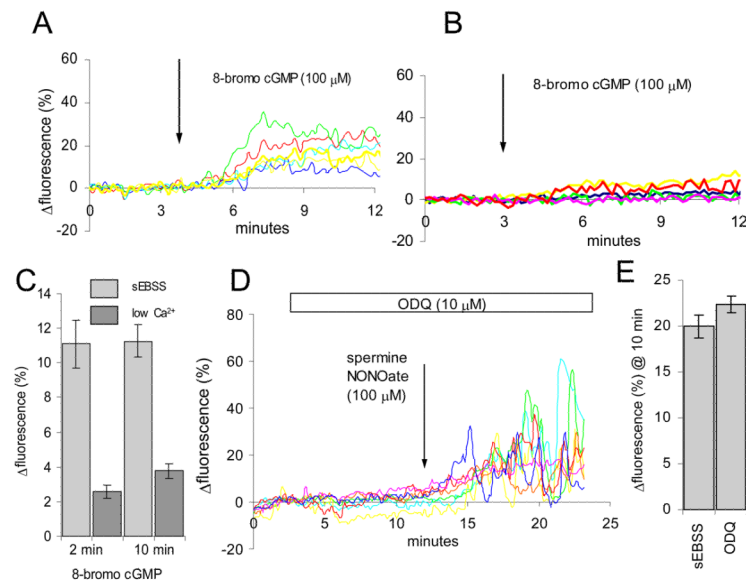 A
B
8-bromo cGMP (100 µM)
8-bromo cGMP (100 µM)
Δfluorescence (%)
60
40
20
0
-20
0
3
6
9
12
minutes
60
40
20
0
-20
0
3
6
9
12
minutes
C
sEBSS
low Ca²⁺
Δfluorescence (%)
14
12
10
8
6
4
2
0
2 min
10 min
8-bromo cGMP
D
ODQ (10 µM)
spermine
NONOate
(100 µM)
Δfluorescence (%)
80
60
40
20
0
-20
0
5
10
15
20
25
minutes
E
Δfluorescence (%) @ 10 min
25
20
15
10
5
0
sEBSS
ODQ